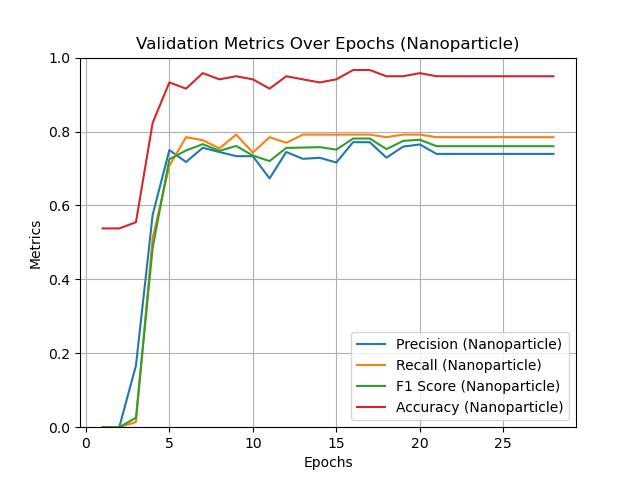 Validation Metrics Over Epochs (Nanoparticle)
1.0
0.8
0.6
0.4
0.2
0.0
Metrics
0 5 10 15 20 25
Epochs
Precision (Nanoparticle)
Recall (Nanoparticle)
F1 Score (Nanoparticle)
Accuracy (Nanoparticle)